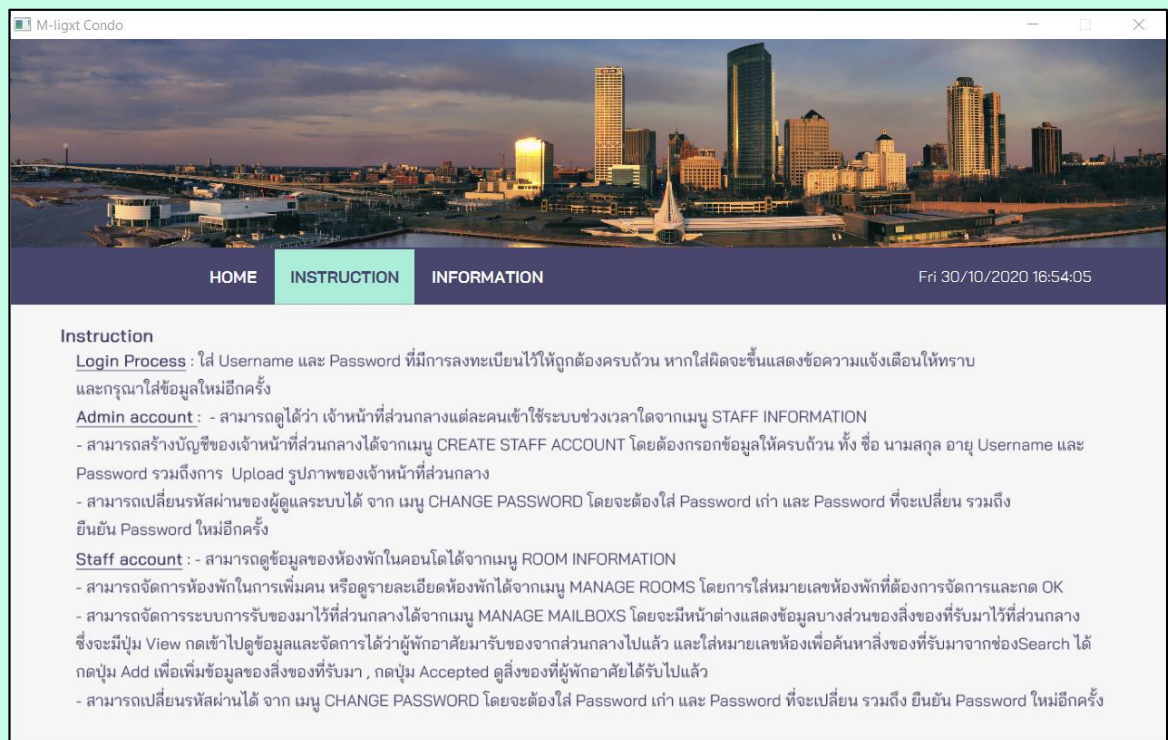 M-ligxt Condo
HOME INSTRUCTION INFORMATION Fri 30/10/2020 16:54:05
Instruction
Login Process : ใส่ Username และ Password ที่มีการลงทะเบียนไว้ให้ถูกต้องครบถ้วน หากใส่ผิดจะขึ้นแสดงข้อความแจ้งเตือนให้ทราบ
และกรุณาใส่ข้อมูลใหม่อีกครั้ง
Admin account : - สามารถดูได้ว่า เจ้าหน้าที่ส่วนกลางแต่ละคนเข้าใช้ระบบช่วงเวลาใดจากเมนู STAFF INFORMATION
- สามารถสร้างบัญชีของเจ้าหน้าที่ส่วนกลางได้จากเมนู CREATE STAFF ACCOUNT โดยต้องกรอกข้อมูลให้ครบถ้วน ทั้ง ชื่อ นามสกุล อายุ Username และ
Password รวมถึงการ Upload รูปภาพของเจ้าหน้าที่ส่วนกลาง
- สามารถเปลี่ยนรหัสผ่านของผู้ดูแลระบบได้ จาก เมนู CHANGE PASSWORD โดยจะต้องใส่ Password เก่า และ Password ที่จะเปลี่ยน รวมถึง
ยืนยัน Password ใหม่อีกครั้ง
Staff account : - สามารถดูข้อมูลของห้องพักในคอนโดได้จากเมนู ROOM INFORMATION
- สามารถจัดการห้องพักในการเพิ่มคน หรือดูรายละเอียดห้องพักได้จากเมนู MANAGE ROOMS โดยการใส่หมายเลขห้องพักที่ต้องการจัดการและกด OK
- สามารถจัดการระบบการรับของมาไว้ที่ส่วนกลางได้จากเมนู MANAGE MAILBOXS โดยจะมีหน้าต่างแสดงข้อมูลบางส่วนของสิ่งของที่รับมาไว้ที่ส่วนกลาง
ซึ่งจะมีปุ่ม View กดเข้าไปดูข้อมูลและจัดการได้ว่าผู้พักอาศัยมารับของจากส่วนกลางไปแล้ว และใส่หมายเลขห้องเพื่อค้นหาสิ่งของที่รับมาจากช่องSearch ได้
กดปุ่ม Add เพื่อเพิ่มข้อมูลของสิ่งของที่รับมา , กดปุ่ม Accepted ดูสิ่งของที่ผู้พักอาศัยได้รับไปแล้ว
- สามารถเปลี่ยนรหัสผ่านได้ จาก เมนู CHANGE PASSWORD โดยจะต้องใส่ Password เก่า และ Password ที่จะเปลี่ยน รวมถึง ยืนยัน Password ใหม่อีกครั้ง